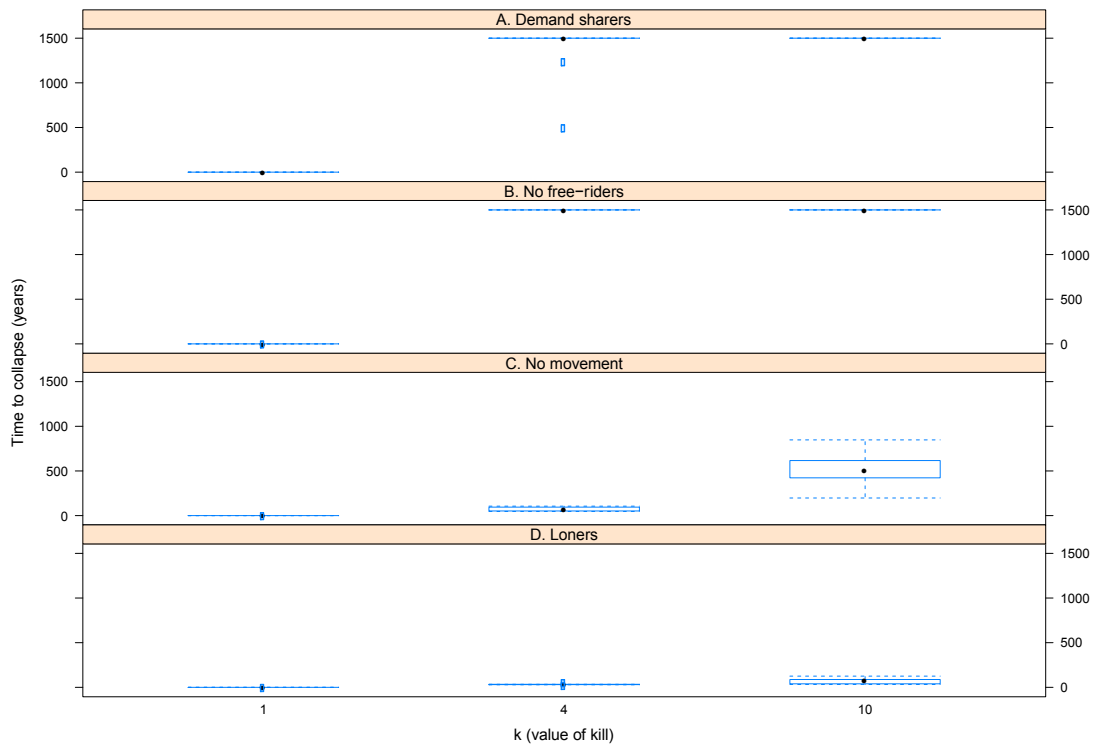 A. Demand sharers
1500
1000
500
0
B. No free−riders
1500
1000
500
0
C. No movement
1500
1000
500
0
D. Loners
1500
1000
500
0
Time to collapse (years)
1 4 10
k (value of kill)